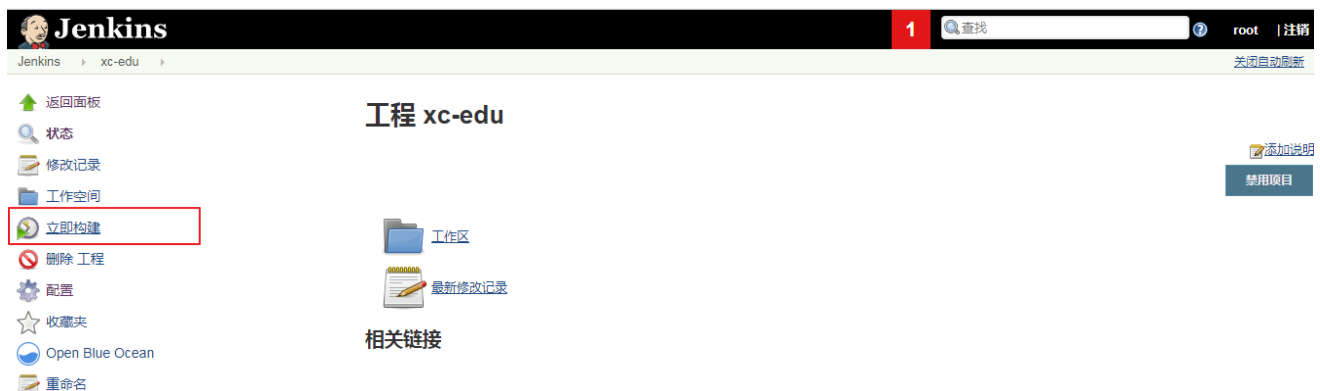 Jenkins 1 查找 root | 注销
Jenkins xc-edu 关闭自动刷新
返回面板
状态
修改记录
工作空间
立即构建
删除 工程
配置
收藏夹
Open Blue Ocean
重命名
工程 xc-edu
添加说明
禁用项目
工作区
最新修改记录
相关链接